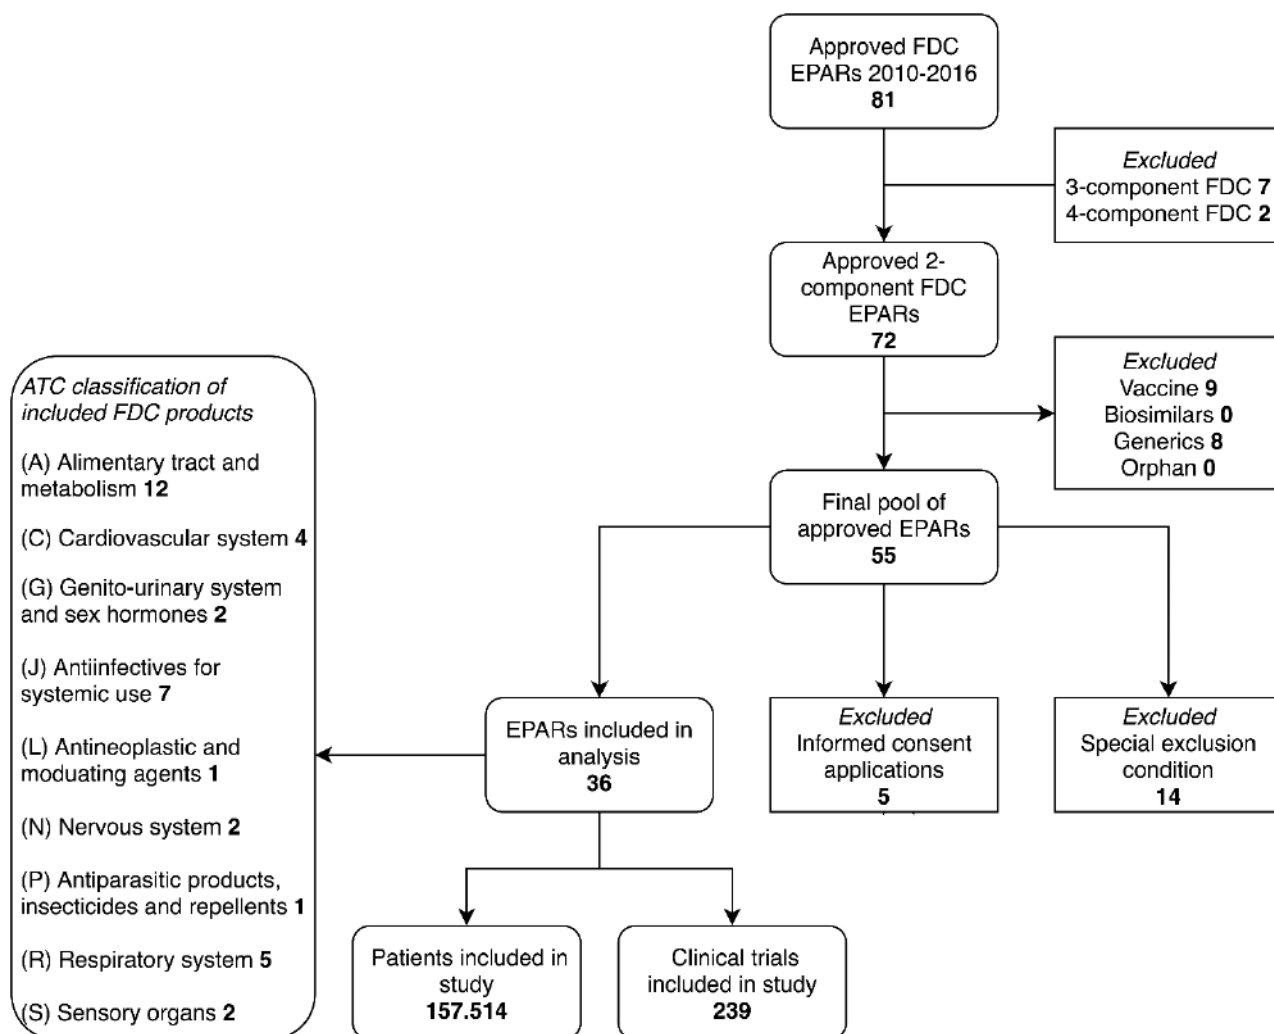 Approved FDC
EPARs 2010-2016
81
Excluded
3-component FDC 7
4-component FDC 2
Approved 2-
component FDC
EPARs
72
Excluded
Vaccine 9
Biosimilars 0
Generics 8
Orphan 0
Final pool of
approved EPARs
55
ATC classification of
included FDC products
(A) Alimentary tract and
metabolism 12
(C) Cardiovascular system 4
(G) Genito-urinary system
and sex hormones 2
(J) Antiinfectives for
systemic use 7
(L) Antineoplastic and
moduating agents 1
(N) Nervous system 2
(P) Antiparasitic products,
insecticides and repellents 1
(R) Respiratory system 5
(S) Sensory organs 2
EPARs included in
analysis
36
Excluded
Informed consent
applications
5
Excluded
Special exclusion
condition
14
Patients included in
study
157.514
Clinical trials
included in study
239